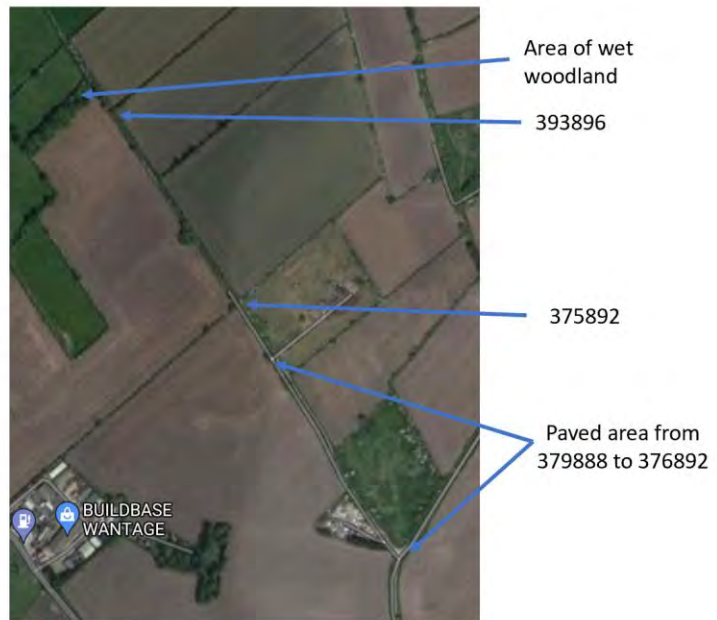 Area of wet
woodland
393896
375892
Paved area from
379888 to 376892
BUILDBASE
WANTAGE